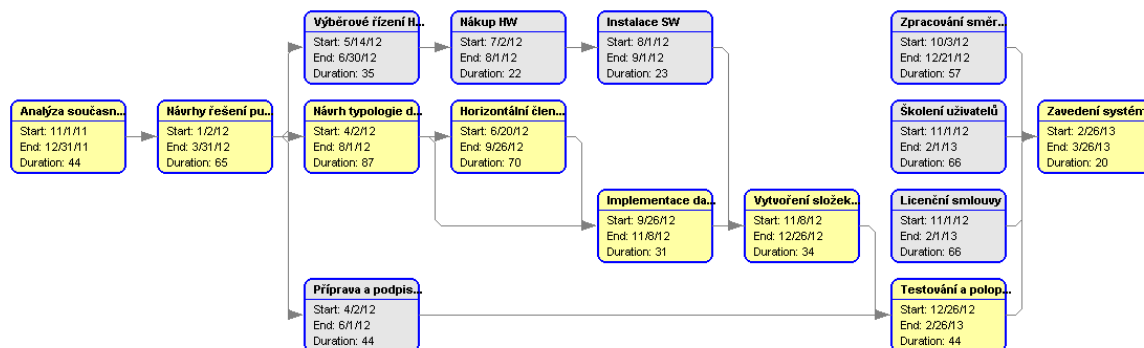 Výběrové řízení H...
Start: 5/14/12
End: 6/30/12
Duration: 35
Nákup HW
Start: 7/2/12
End: 8/1/12
Duration: 22
Instalace SW
Start: 8/1/12
End: 9/1/12
Duration: 23
Zpracování směr...
Start: 10/3/12
End: 12/21/12
Duration: 57
Analýza současn...
Start: 11/1/11
End: 12/31/11
Duration: 44
Návrhy řešení pu...
Start: 1/2/12
End: 3/31/12
Duration: 65
Návrh typologie d...
Start: 4/2/12
End: 8/1/12
Duration: 87
Horizontální člen...
Start: 6/20/12
End: 9/26/12
Duration: 70
Školení uživatelů
Start: 11/1/12
End: 2/1/13
Duration: 66
Zavedení systém
Start: 2/26/13
End: 3/26/13
Duration: 20
Implementace da...
Start: 9/26/12
End: 11/8/12
Duration: 31
Vytvoření složek...
Start: 11/8/12
End: 12/26/12
Duration: 34
Licenční smlouvy
Start: 11/1/12
End: 2/1/13
Duration: 66
Příprava a podpis...
Start: 4/2/12
End: 6/1/12
Duration: 44
Testování a polop...
Start: 12/26/12
End: 2/26/13
Duration: 44